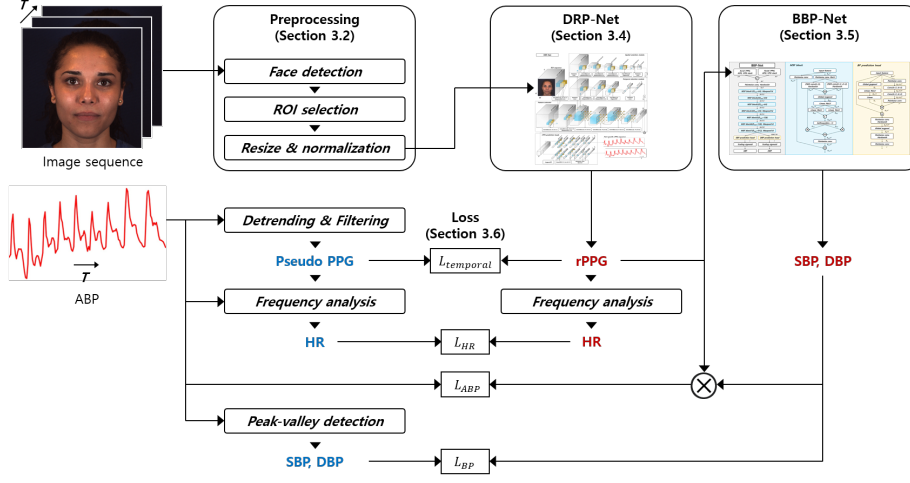 T
Image sequence
Preprocessing
(Section 3.2)
Face detection
ROI selection
Resize & normalization
DRP-Net
(Section 3.4)
BBP-Net
(Section 3.5)
T
ABP
Detrending & Filtering
Loss
(Section 3.6)
Pseudo PPG
L_temporal
rPPG
SBP, DBP
Frequency analysis
Frequency analysis
HR
L_HR
HR
L_ABP
Peak-valley detection
SBP, DBP
L_BP